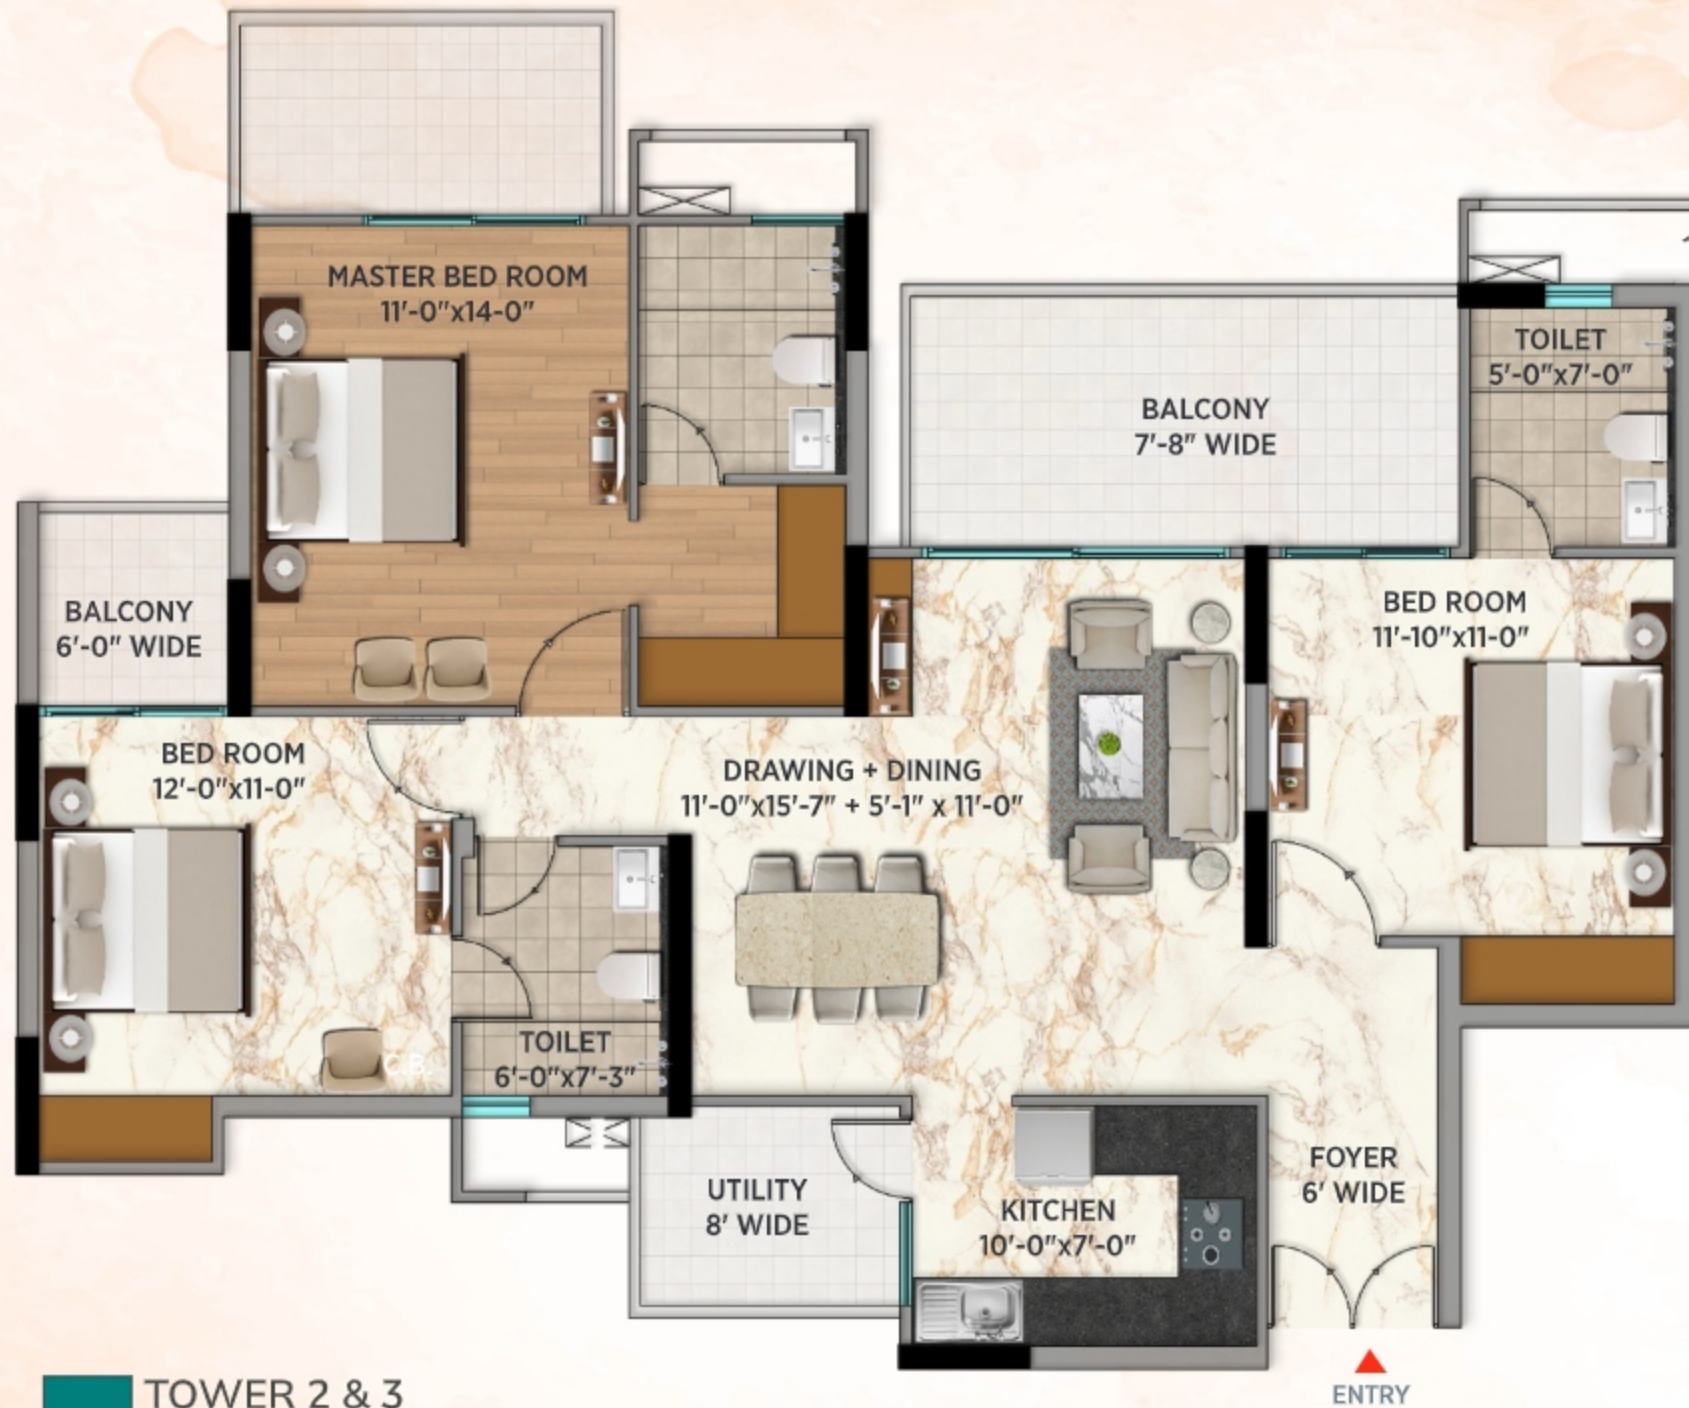 MASTER BED ROOM
11'-0"x14-0"
TOILET
5'-0"x7'-0"
BALCONY
7'-8" WIDE
BALCONY
6'-0" WIDE
BED ROOM
11'-10"x11-0"
BED ROOM
12'-0"x11-0"
DRAWING + DINING
11'-0"x15'-7" + 5'-1" x 11'-0"
TOILET
6'-0"x7'-3"
C.B.
UTILITY
8' WIDE
KITCHEN
10'-0"x7'-0"
FOYER
6' WIDE
ENTRY
TOWER 2 & 3